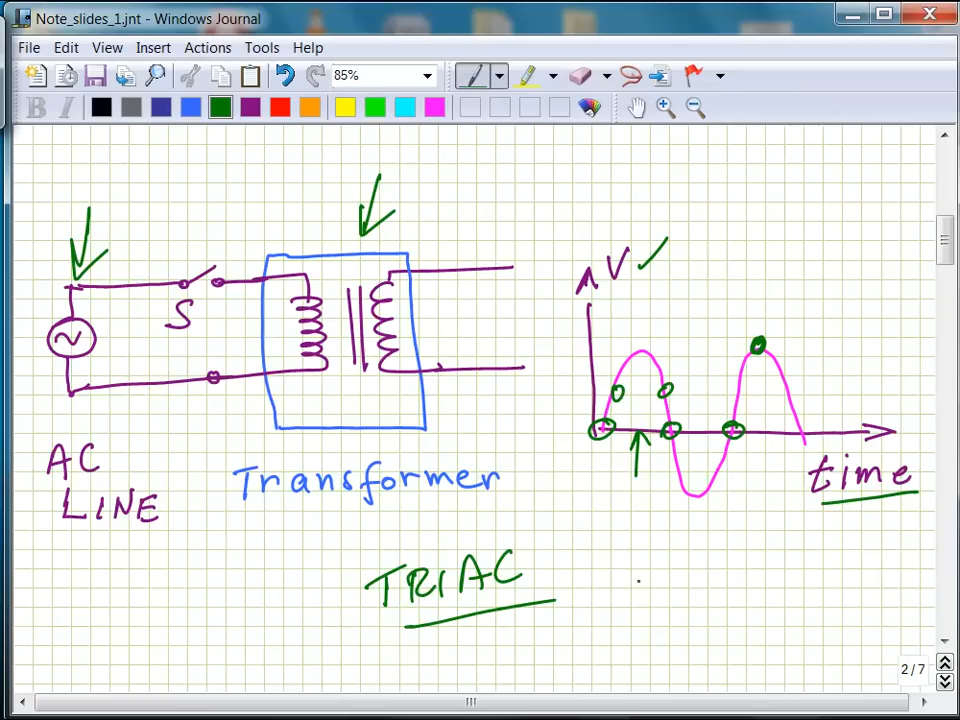 Note_slides_1.jnt - Windows Journal
File Edit View Insert Actions Tools Help
85%
B I
S
V
AC
LINE
Transformer
time
TRIAC
2 / 7